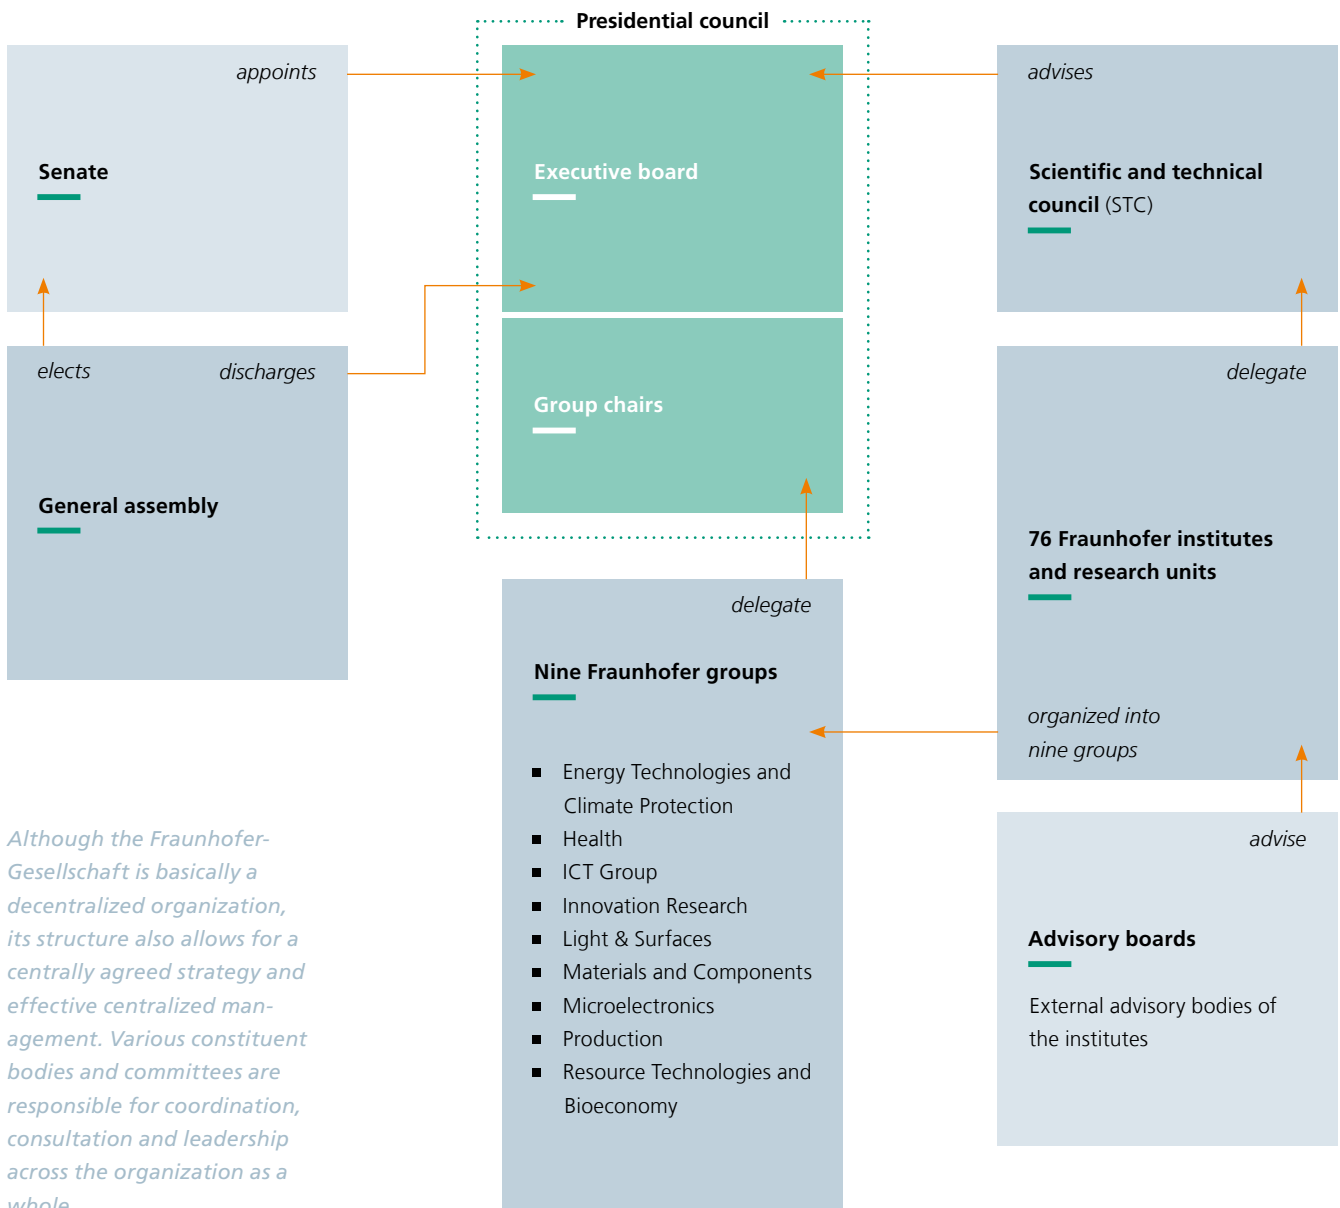 Presidential council
appoints
Senate
Executive board
advises
Scientific and technical
council (STC)
elects
discharges
General assembly
Group chairs
delegate
76 Fraunhofer institutes
and research units
organized into
nine groups
delegate
Nine Fraunhofer groups
■ Energy Technologies and
Climate Protection
■ Health
■ ICT Group
■ Innovation Research
■ Light & Surfaces
■ Materials and Components
■ Microelectronics
■ Production
■ Resource Technologies and
Bioeconomy
advise
Advisory boards
External advisory bodies of
the institutes
Although the Fraunhofer-
Gesellschaft is basically a
decentralized organization,
its structure also allows for a
centrally agreed strategy and
effective centralized man-
agement. Various constituent
bodies and committees are
responsible for coordination,
consultation and leadership
across the organization as a
whole